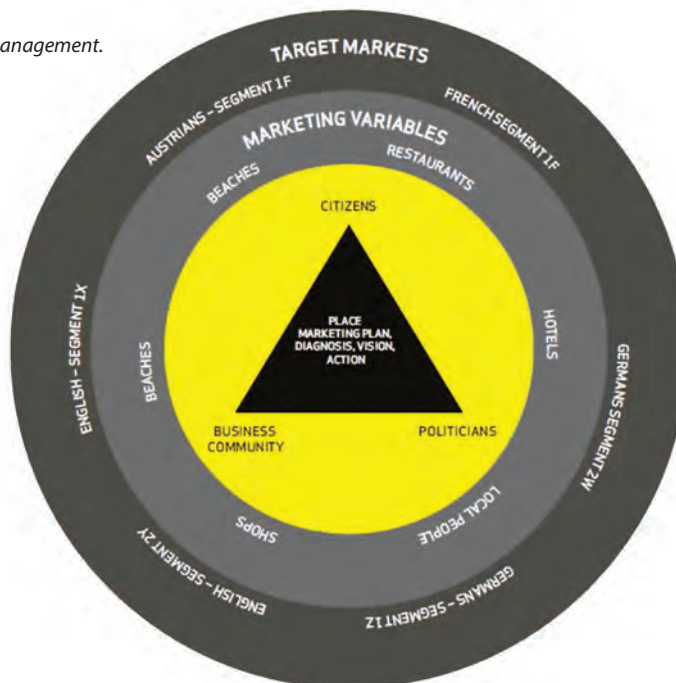 anagement.
TARGET MARKETS
AUSTRIANS – SEGMENT 1F
FRENCH SEGMENT 1F
MARKETING VARIABLES
BEACHES
RESTAURANTS
CITIZENS
PLACE
MARKETING PLAN,
DIAGNOSIS, VISION,
ACTION
ENGLISH – SEGMENT 1X
BEACHES
HOTELS
GERMANS SEGMENT 2W
BUSINESS
COMMUNITY
POLITICIANS
SHOPS
LOCAL PEOPLE
ENGLISH – SEGMENT 2Y
GERMANS – SEGMENT 1Z